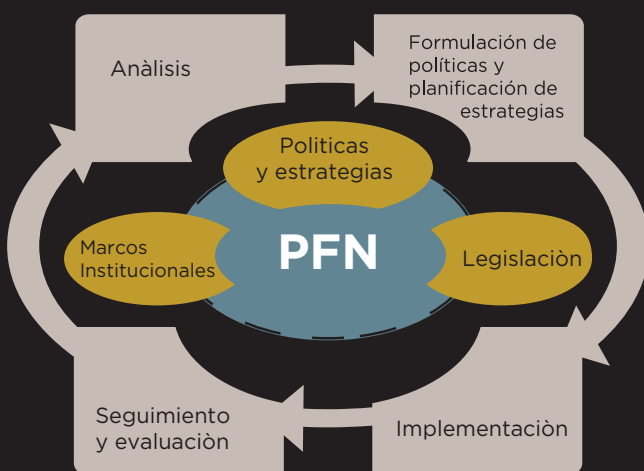 Anàlisis
Formulación de
políticas y
planificación de
estrategias
Politicas
y estrategias
Marcos
Institucionales
PFN
Legislaciòn
Seguimiento
y evaluaciòn
Implementaciòn